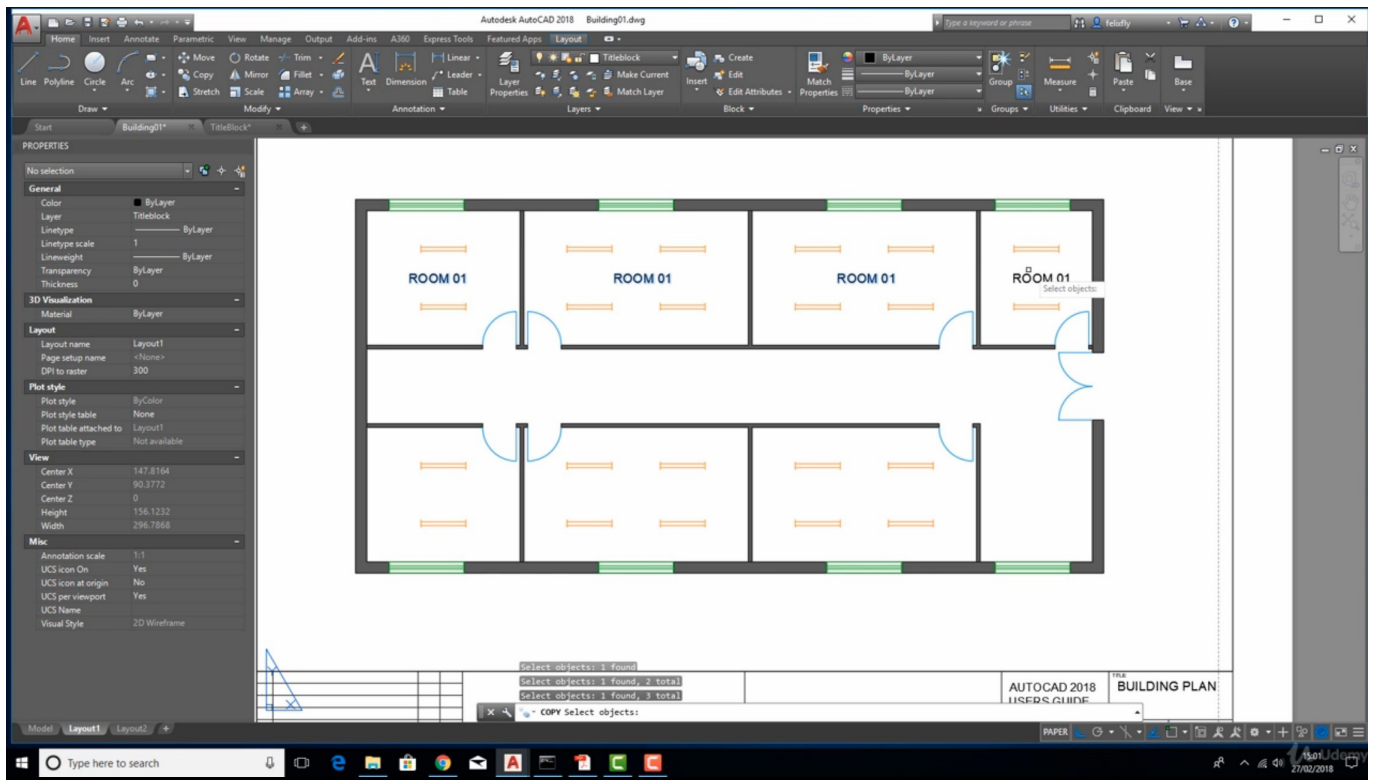 Autodesk AutoCAD 2018 Building01.dwg
Type a keyword or phrase
felixfly
Home Insert Annotate Parametric View Manage Output Add-ins A360 Express Tools Featured Apps Layout
Line Polyline Circle Arc
Move Rotate Trim
Copy Mirror Fillet
Stretch Scale Array
Text Dimension
Linear
Leader
Table
Layer Properties
Titleblock
Make Current
Match Layer
Insert
Create
Edit
Edit Attributes
Match Properties
ByLayer
ByLayer
ByLayer
Group
Measure
Paste
Base
Draw Modify Annotation Layers Block Properties Groups Utilities Clipboard View
Start Building01* TitleBlock*
PROPERTIES
No selection
General
Color ByLayer
Layer Titleblock
Linetype ByLayer
Linetype scale 1
Lineweight ByLayer
Transparency ByLayer
Thickness 0
3D Visualization
Material ByLayer
Layout
Layout name Layout1
Page setup name <None>
DPI to raster 300
Plot style
Plot style ByColor
Plot style table None
Plot table attached to Layout1
Plot table type Not available
View
Center X 147.8164
Center Y 90.3772
Center Z 0
Height 156.1232
Width 296.7868
Misc
Annotation scale 1:1
UCS icon On Yes
UCS icon at origin No
UCS per viewport Yes
UCS Name
Visual Style 2D Wireframe
ROOM 01 ROOM 01 ROOM 01 ROOM 01
Select objects:
Select objects: 1 found
Select objects: 1 found, 2 total
Select objects: 1 found, 3 total
COPY Select objects:
AUTOCAD 2018
USERS GUIDE
TITLE
BUILDING PLAN
Y
X
Model Layout1 Layout2 +
PAPER
Type here to search
15:01
27/02/2018
Udemy